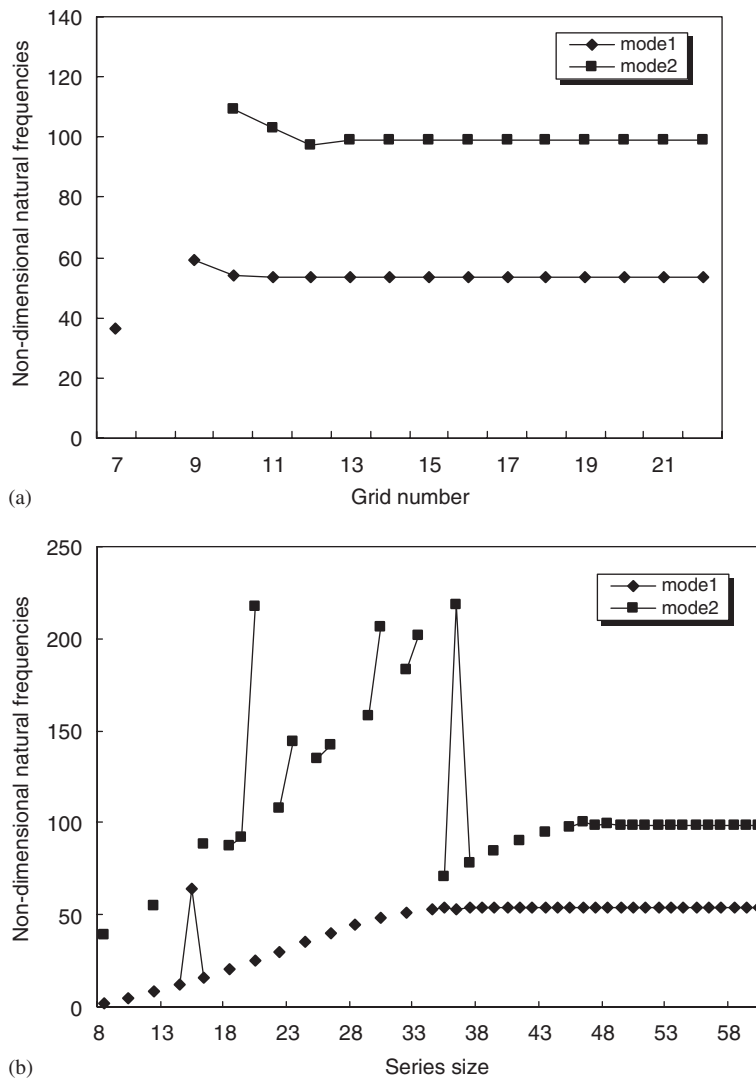 140
120
100
80
60
40
20
0
Non-dimensional natural frequencies
mode1
mode2
7 9 11 13 15 17 19 21
Grid number
(a)
250
200
150
100
50
0
Non-dimensional natural frequencies
mode1
mode2
8 13 18 23 28 33 38 43 48 53 58
Series size
(b)